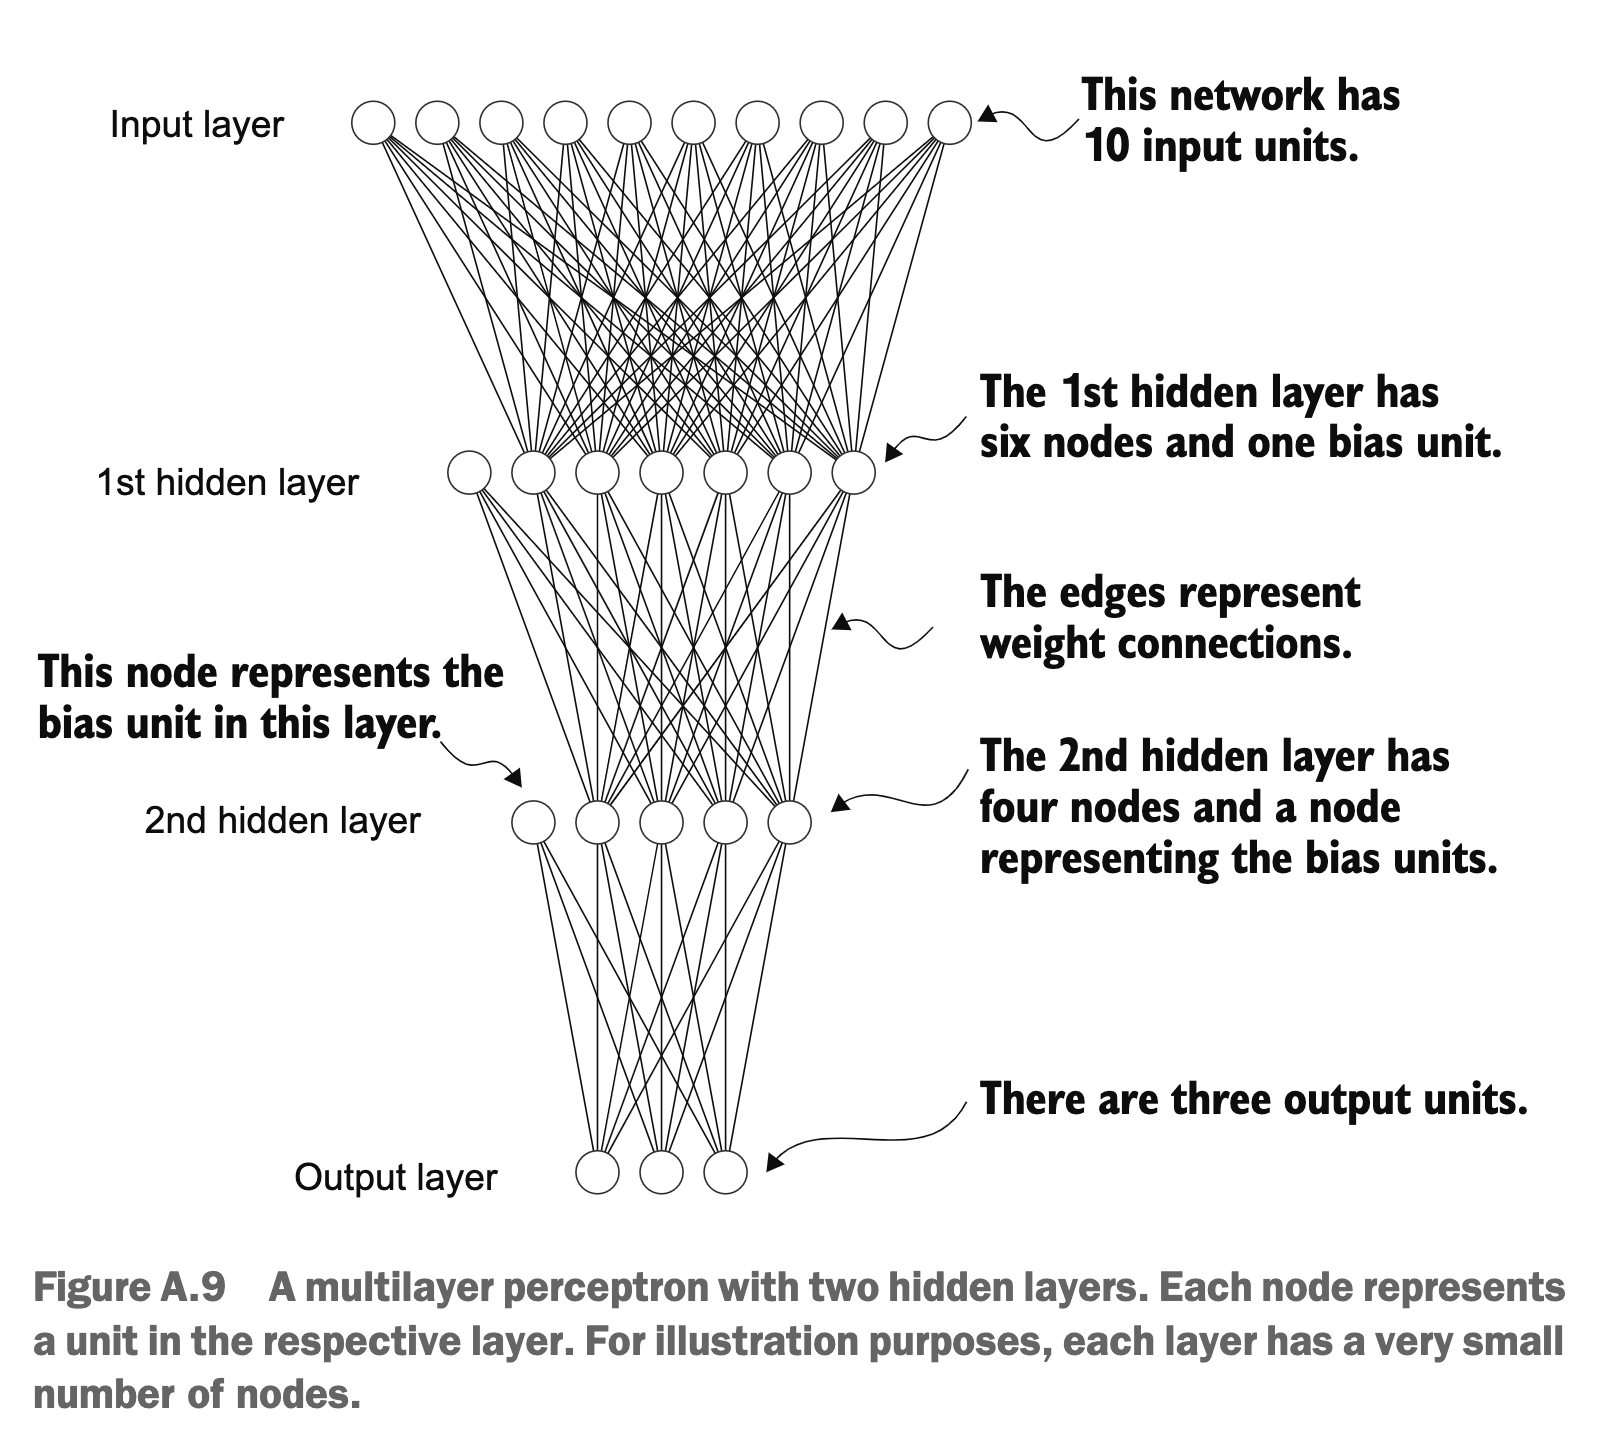 Input layer
This network has
10 input units.
The 1st hidden layer has
six nodes and one bias unit.
1st hidden layer
The edges represent
weight connections.
This node represents the
bias unit in this layer.
The 2nd hidden layer has
four nodes and a node
representing the bias units.
2nd hidden layer
There are three output units.
Output layer
Figure A.9 A multilayer perceptron with two hidden layers. Each node represents
a unit in the respective layer. For illustration purposes, each layer has a very small
number of nodes.